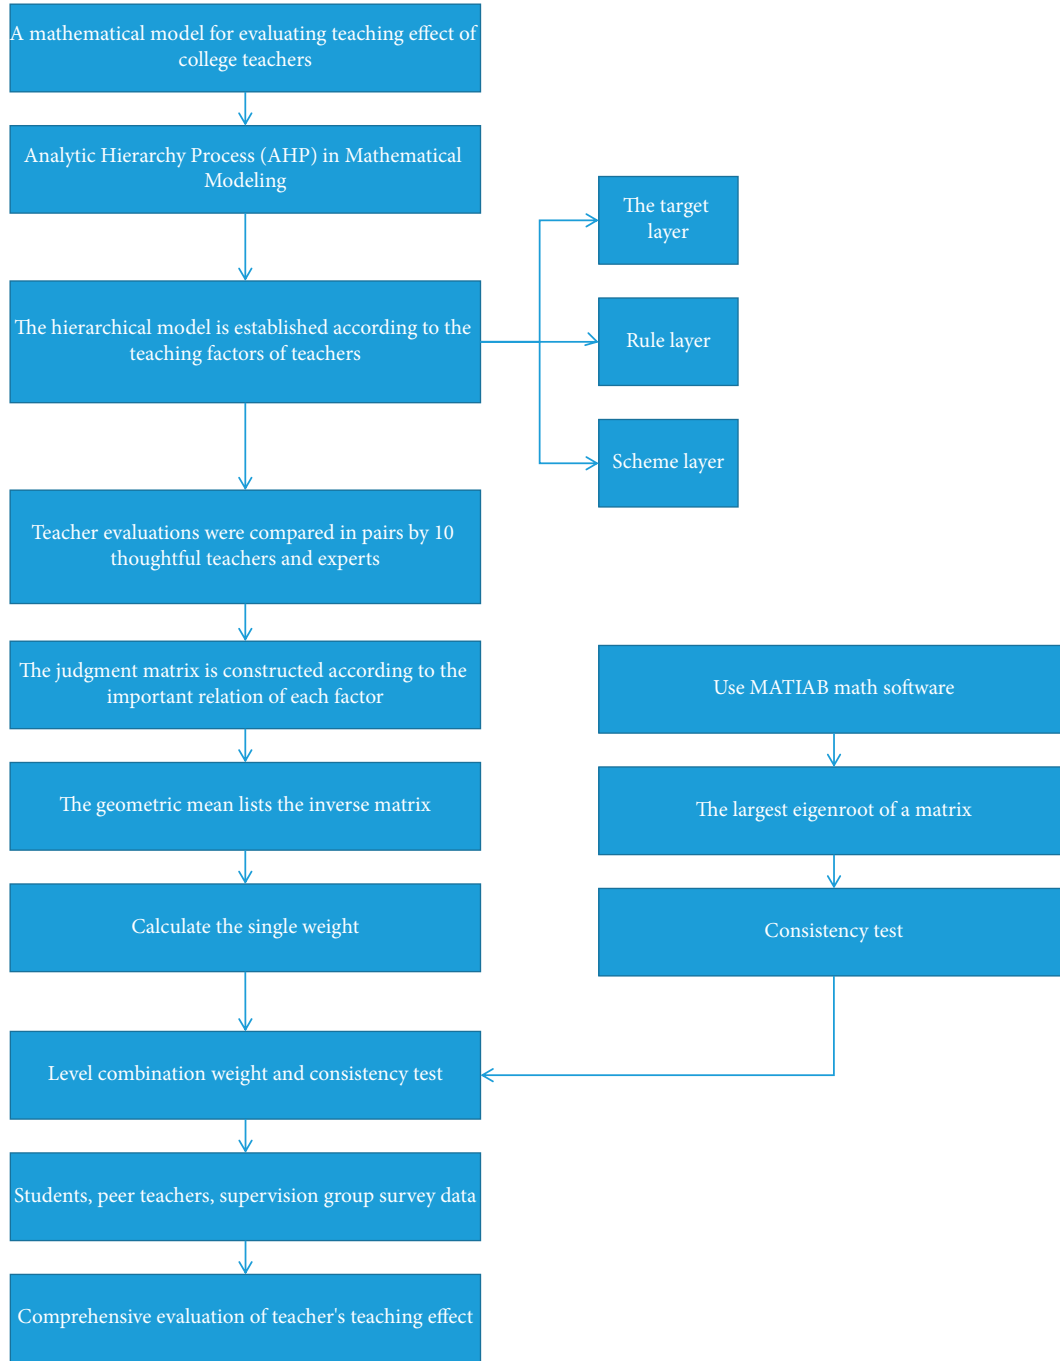 A mathematical model for evaluating teaching effect of
college teachers
Analytic Hierarchy Process (AHP) in Mathematical
Modeling
The hierarchical model is established according to the
teaching factors of teachers
The target
layer
Rule layer
Scheme layer
Teacher evaluations were compared in pairs by 10
thoughtful teachers and experts
The judgment matrix is constructed according to the
important relation of each factor
The geometric mean lists the inverse matrix
Calculate the single weight
Use MATIAB math software
The largest eigenroot of a matrix
Consistency test
Level combination weight and consistency test
Students, peer teachers, supervision group survey data
Comprehensive evaluation of teacher's teaching effect